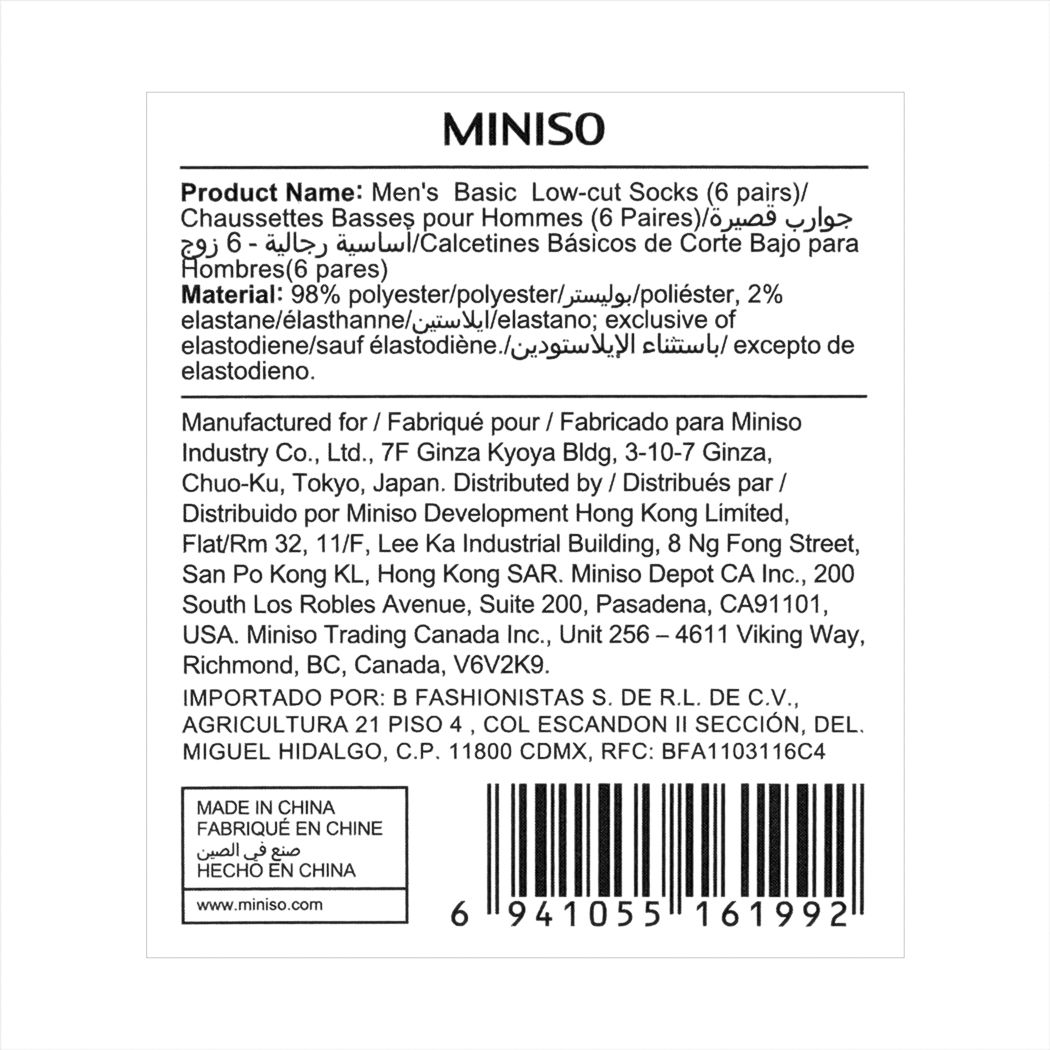 MINISO
Product Name: Men's Basic Low-cut Socks (6 pairs)/
Chaussettes Basses pour Hommes (6 Paires)/جوارب قصيرة
أساسية رجالية - 6 زوج/Calcetines Básicos de Corte Bajo para
Hombres(6 pares)
Material: 98% polyester/polyester/بوليستر/poliéster, 2%
elastane/élasthanne/ايلاستين/elastano; exclusive of
elastodiene/sauf élastodiène./باستثناء الإيلاستودين/ excepto de
elastodieno.
Manufactured for / Fabriqué pour / Fabricado para Miniso
Industry Co., Ltd., 7F Ginza Kyoya Bldg, 3-10-7 Ginza,
Chuo-Ku, Tokyo, Japan. Distributed by / Distribués par /
Distribuido por Miniso Development Hong Kong Limited,
Flat/Rm 32, 11/F, Lee Ka Industrial Building, 8 Ng Fong Street,
San Po Kong KL, Hong Kong SAR. Miniso Depot CA Inc., 200
South Los Robles Avenue, Suite 200, Pasadena, CA91101,
USA. Miniso Trading Canada Inc., Unit 256 – 4611 Viking Way,
Richmond, BC, Canada, V6V2K9.
IMPORTADO POR: B FASHIONISTAS S. DE R.L. DE C.V.,
AGRICULTURA 21 PISO 4 , COL ESCANDON II SECCIÓN, DEL.
MIGUEL HIDALGO, C.P. 11800 CDMX, RFC: BFA1103116C4
MADE IN CHINA
FABRIQUÉ EN CHINE
صنع في الصين
HECHO EN CHINA
www.miniso.com
6 941055 161992